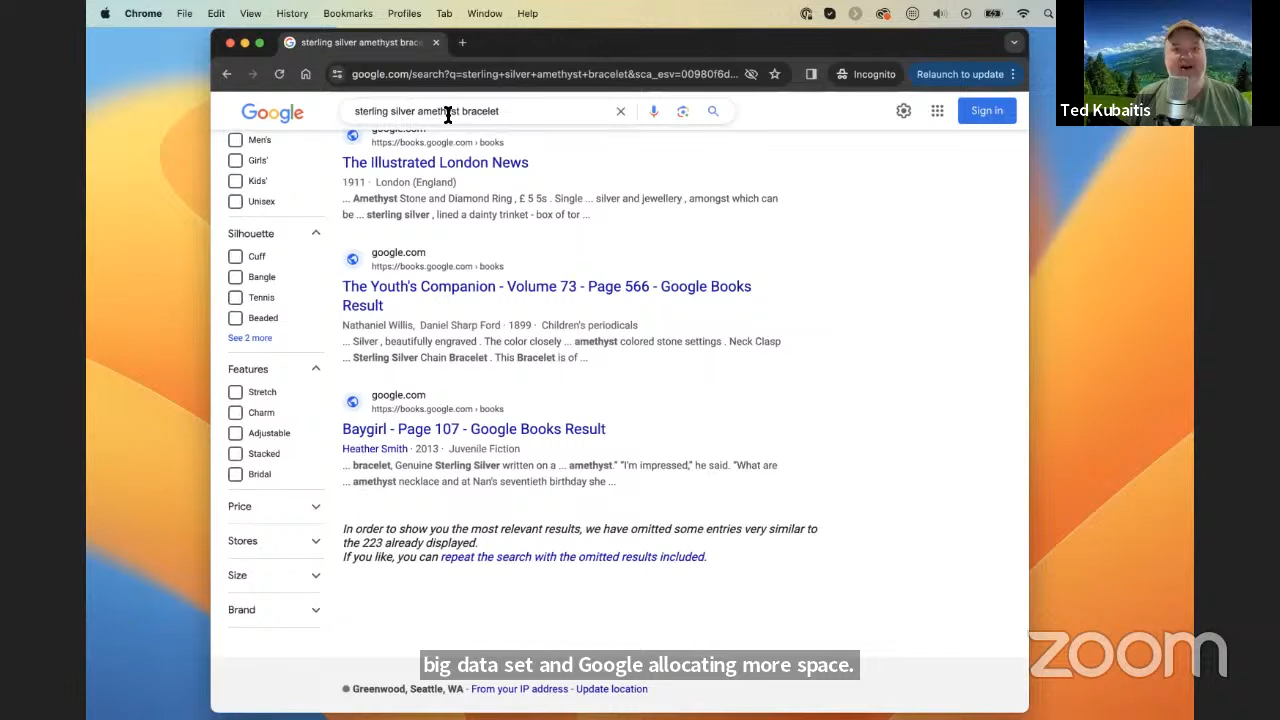 Chrome File Edit View History Bookmarks Profiles Tab Window Help
sterling silver amethyst brac
google.com/search?q=sterling+silver+amethyst+bracelet&sca_esv=00980f6d...
Incognito
Relaunch to update
Ted Kubaitis
Google
sterling silver amethyst bracelet
Sign in
Men's
Girls'
Kids'
Unisex
Silhouette
Cuff
Bangle
Tennis
Beaded
See 2 more
Features
Stretch
Charm
Adjustable
Stacked
Bridal
Price
Stores
Size
Brand
google.com
https://books.google.com › books
The Illustrated London News
1911 · London (England)
... Amethyst Stone and Diamond Ring , £ 5 5s . Single ... silver and jewellery , amongst which can
be ... sterling silver , lined a dainty trinket - box of tor ...
google.com
https://books.google.com › books
The Youth's Companion - Volume 73 - Page 566 - Google Books
Result
Nathaniel Willis, Daniel Sharp Ford · 1899 · Children's periodicals
... Silver , beautifully engraved . The color closely ... amethyst colored stone settings . Neck Clasp
... Sterling Silver Chain Bracelet . This Bracelet is of ...
google.com
https://books.google.com › books
Baygirl - Page 107 - Google Books Result
Heather Smith · 2013 · Juvenile Fiction
... bracelet, Genuine Sterling Silver written on a ... amethyst.” “I'm impressed,” he said. “What are
... amethyst necklace and at Nan's seventieth birthday she ...
In order to show you the most relevant results, we have omitted some entries very similar to
the 223 already displayed.
If you like, you can repeat the search with the omitted results included.
big data set and Google allocating more space.
Greenwood, Seattle, WA - From your IP address - Update location
zoom